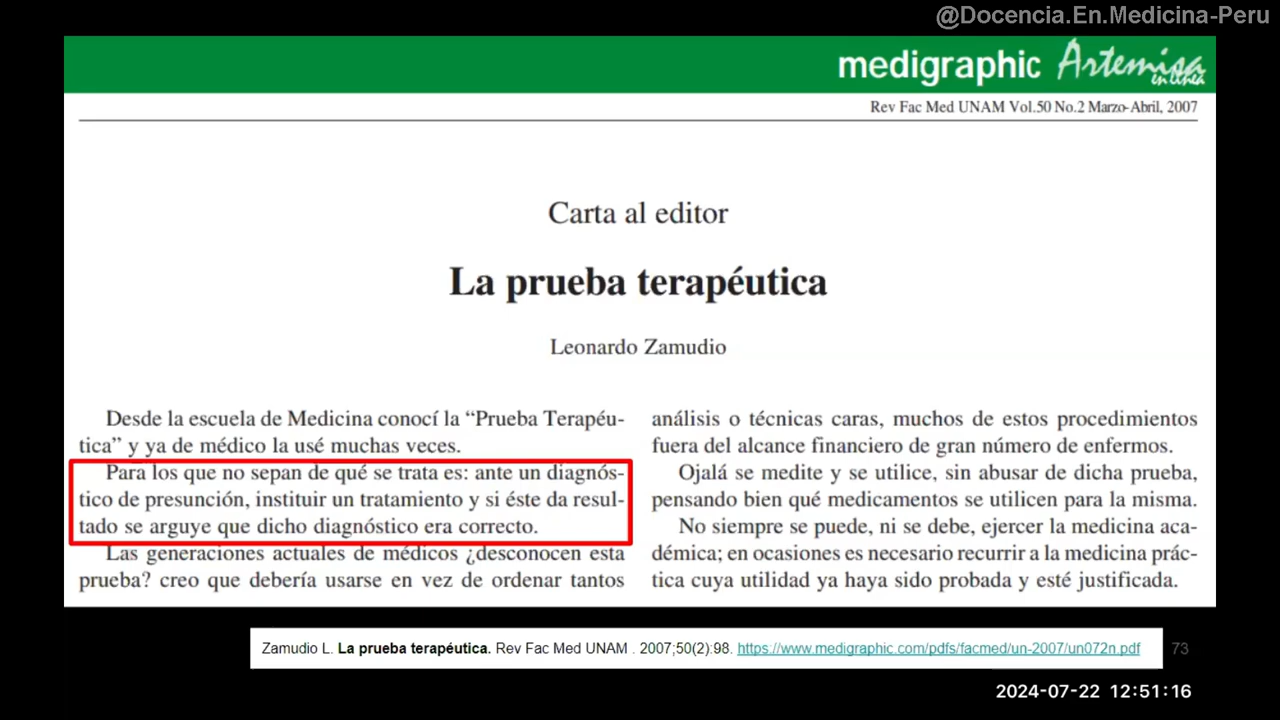 @Docencia.En.Medicina-Peru
medigraphic Artemisa
en línea
Rev Fac Med UNAM Vol.50 No.2 Marzo-Abril, 2007
Carta al editor
La prueba terapéutica
Leonardo Zamudio
Desde la escuela de Medicina conocí la “Prueba Terapéu-
tica” y ya de médico la usé muchas veces.
Para los que no sepan de qué se trata es: ante un diagnós-
tico de presunción, instituir un tratamiento y si éste da resul-
tado se arguye que dicho diagnóstico era correcto.
Las generaciones actuales de médicos ¿desconocen esta
prueba? creo que debería usarse en vez de ordenar tantos
análisis o técnicas caras, muchos de estos procedimientos
fuera del alcance financiero de gran número de enfermos.
Ojalá se medite y se utilice, sin abusar de dicha prueba,
pensando bien qué medicamentos se utilicen para la misma.
No siempre se puede, ni se debe, ejercer la medicina aca-
démica; en ocasiones es necesario recurrir a la medicina prác-
tica cuya utilidad ya haya sido probada y esté justificada.
Zamudio L. La prueba terapéutica. Rev Fac Med UNAM . 2007;50(2):98. https://www.medigraphic.com/pdfs/facmed/un-2007/un072n.pdf
73
2024-07-22 12:51:16